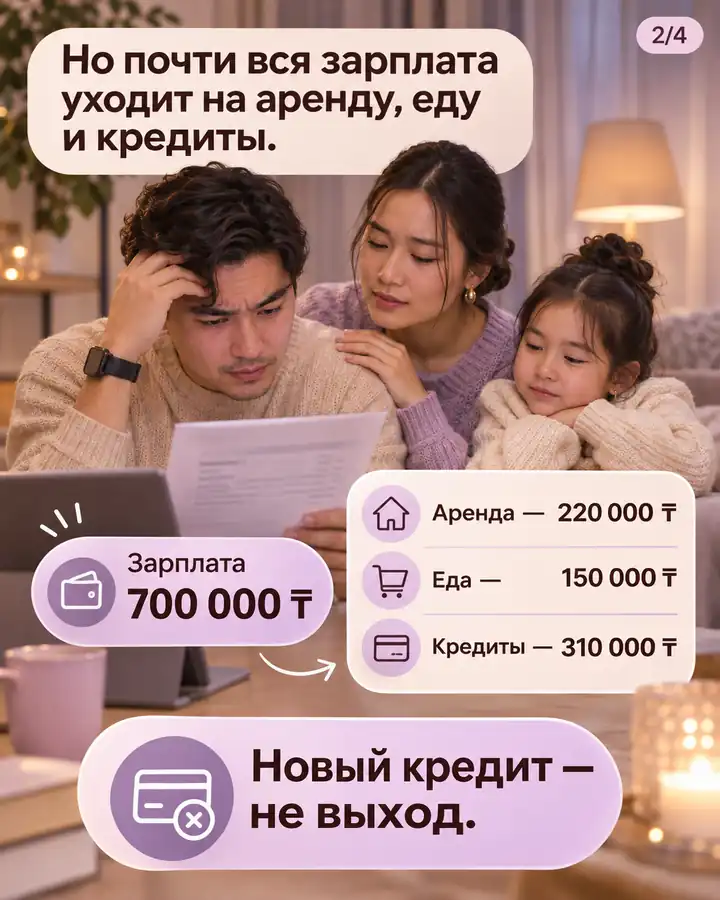 2/4
Но почти вся зарплата
уходит на аренду, еду
и кредиты.
Зарплата
700 000 ₸
Аренда — 220 000 ₸
Еда — 150 000 ₸
Кредиты — 310 000 ₸
Новый кредит —
не выход.